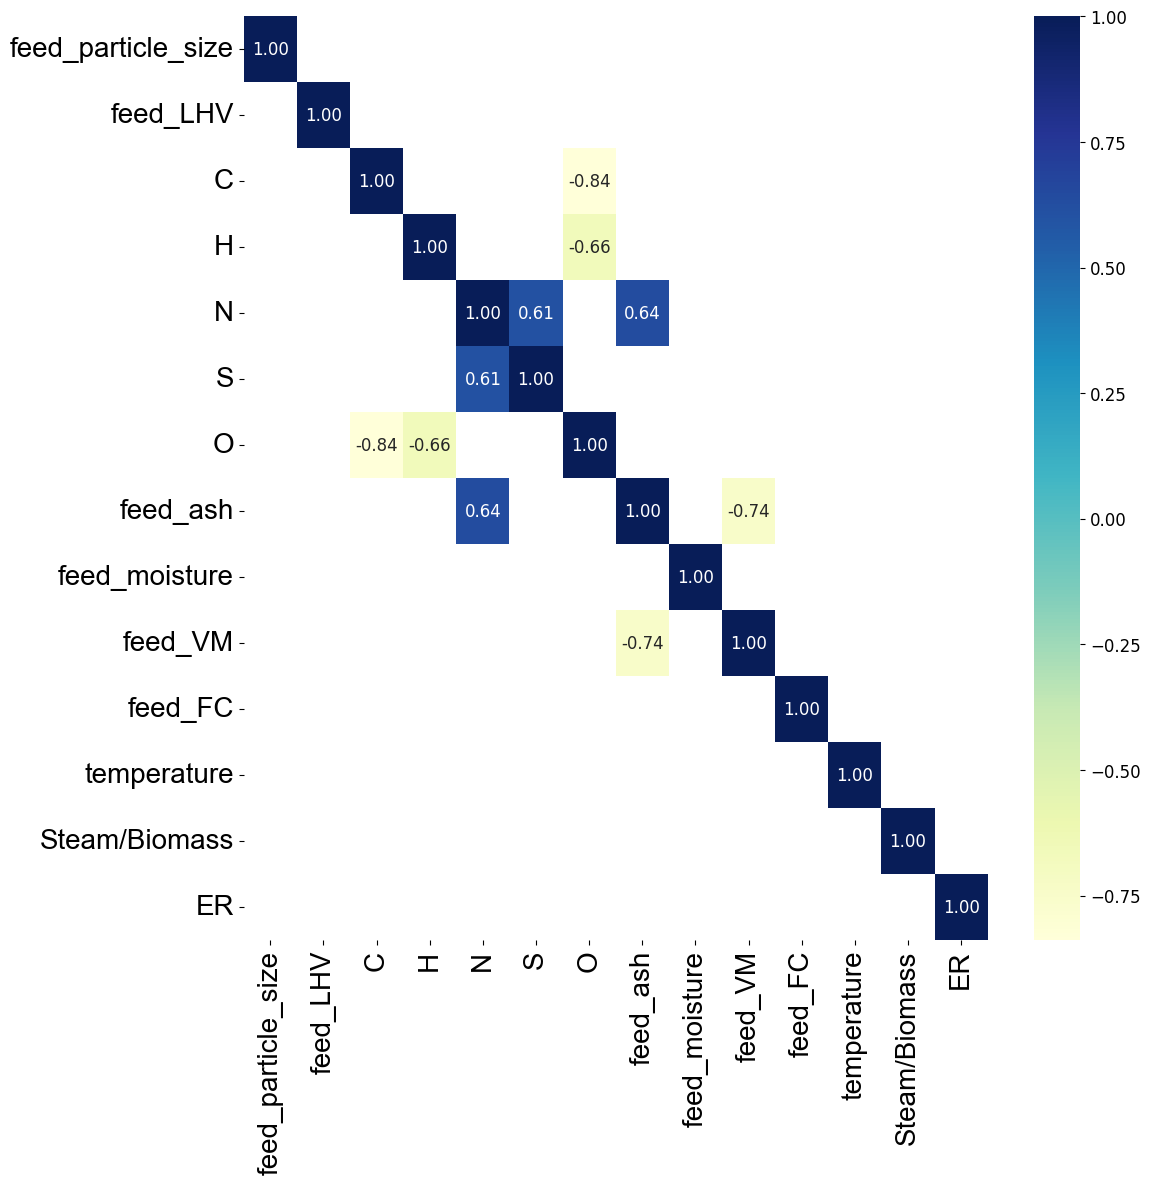 feed_particle_size 1.00
feed_LHV 1.00
C 1.00 -0.84
H 1.00 -0.66
N 1.00 0.61 0.64
S 0.61 1.00
O -0.84 -0.66 1.00
feed_ash 0.64 1.00 -0.74
feed_moisture 1.00
feed_VM -0.74 1.00
feed_FC 1.00
temperature 1.00
Steam/Biomass 1.00
ER 1.00
feed_particle_size
feed_LHV
C
H
N
S
O
feed_ash
feed_moisture
feed_VM
feed_FC
temperature
Steam/Biomass
ER
1.00
0.75
0.50
0.25
0.00
−0.25
−0.50
−0.75